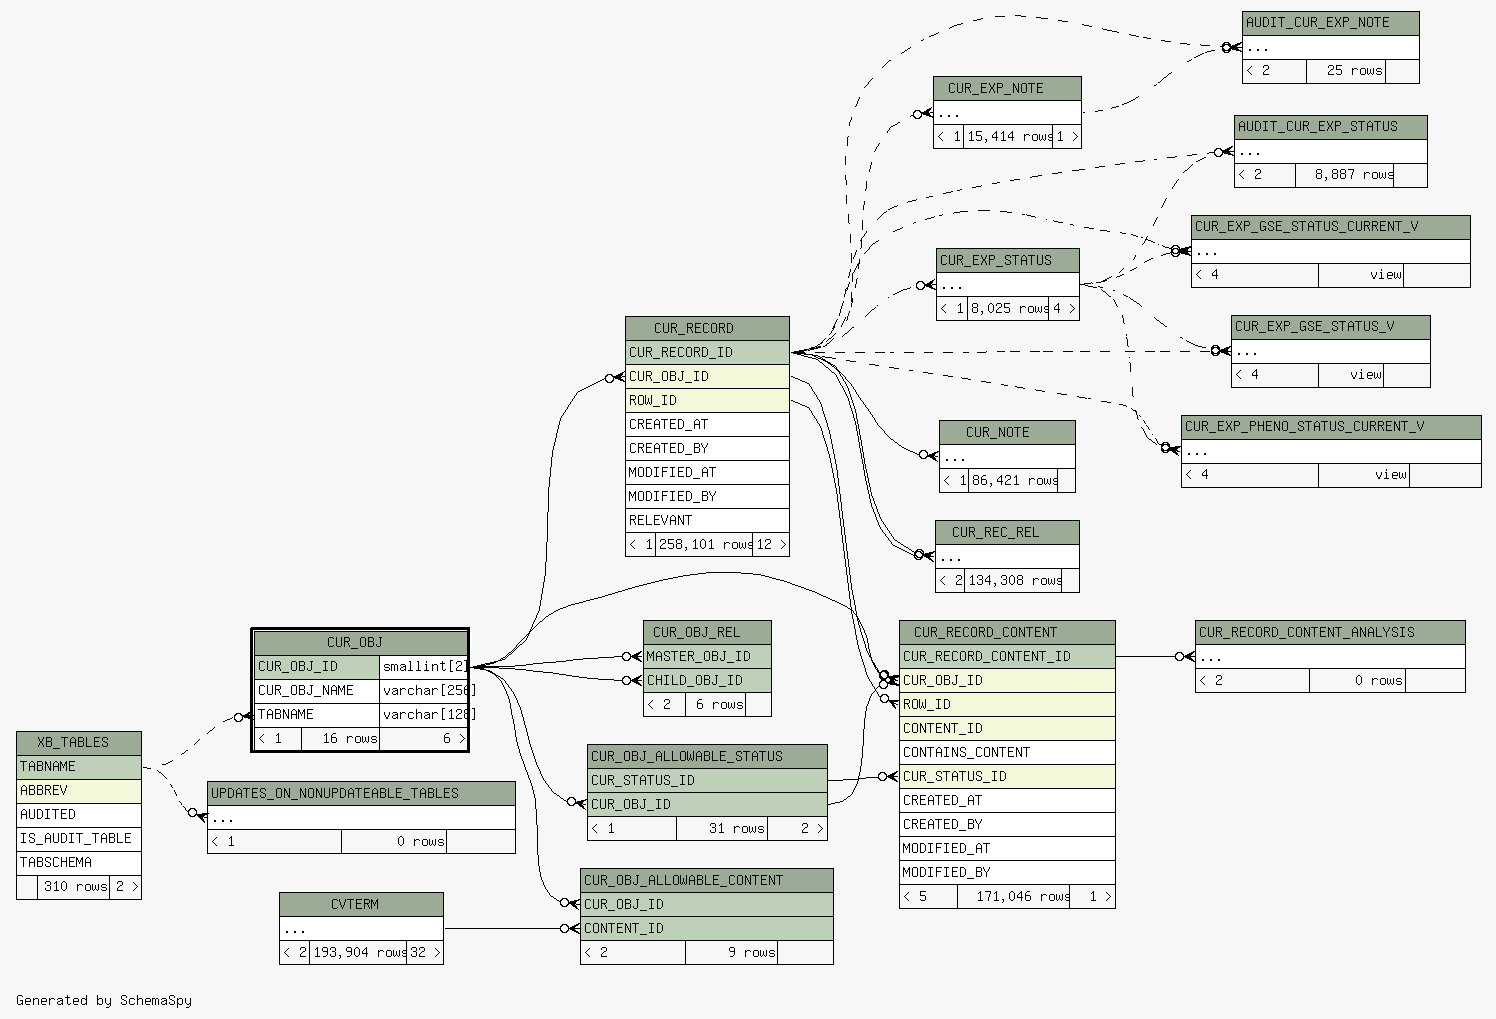 AUDIT_CUR_EXP_NOTE
...
< 2 25 rows
CUR_EXP_NOTE
...
< 1 15,414 rows 1 >
AUDIT_CUR_EXP_STATUS
...
< 2 8,887 rows
CUR_EXP_GSE_STATUS_CURRENT_V
...
< 4 view
CUR_EXP_STATUS
...
< 1 8,025 rows 4 >
CUR_EXP_GSE_STATUS_V
...
< 4 view
CUR_RECORD
CUR_RECORD_ID
CUR_OBJ_ID
ROW_ID
CREATED_AT
CREATED_BY
MODIFIED_AT
MODIFIED_BY
RELEVANT
< 1 258,101 rows 12 >
CUR_EXP_PHENO_STATUS_CURRENT_V
...
< 4 view
CUR_NOTE
...
< 1 86,421 rows
CUR_REC_REL
...
< 2 134,308 rows
CUR_OBJ
CUR_OBJ_ID smallint[2]
CUR_OBJ_NAME varchar[256]
TABNAME varchar[128]
< 1 16 rows 6 >
CUR_OBJ_REL
MASTER_OBJ_ID
CHILD_OBJ_ID
< 2 6 rows
CUR_RECORD_CONTENT
CUR_RECORD_CONTENT_ID
CUR_OBJ_ID
ROW_ID
CONTENT_ID
CONTAINS_CONTENT
CUR_STATUS_ID
CREATED_AT
CREATED_BY
MODIFIED_AT
MODIFIED_BY
< 5 171,046 rows 1 >
CUR_RECORD_CONTENT_ANALYSIS
...
< 2 0 rows
XB_TABLES
TABNAME
ABBREV
AUDITED
IS_AUDIT_TABLE
TABSCHEMA
310 rows 2 >
UPDATES_ON_NONUPDATEABLE_TABLES
...
< 1 0 rows
CUR_OBJ_ALLOWABLE_STATUS
CUR_STATUS_ID
CUR_OBJ_ID
< 1 31 rows 2 >
CVTERM
...
< 2 193,904 rows 32 >
CUR_OBJ_ALLOWABLE_CONTENT
CUR_OBJ_ID
CONTENT_ID
< 2 9 rows
Generated by SchemaSpy